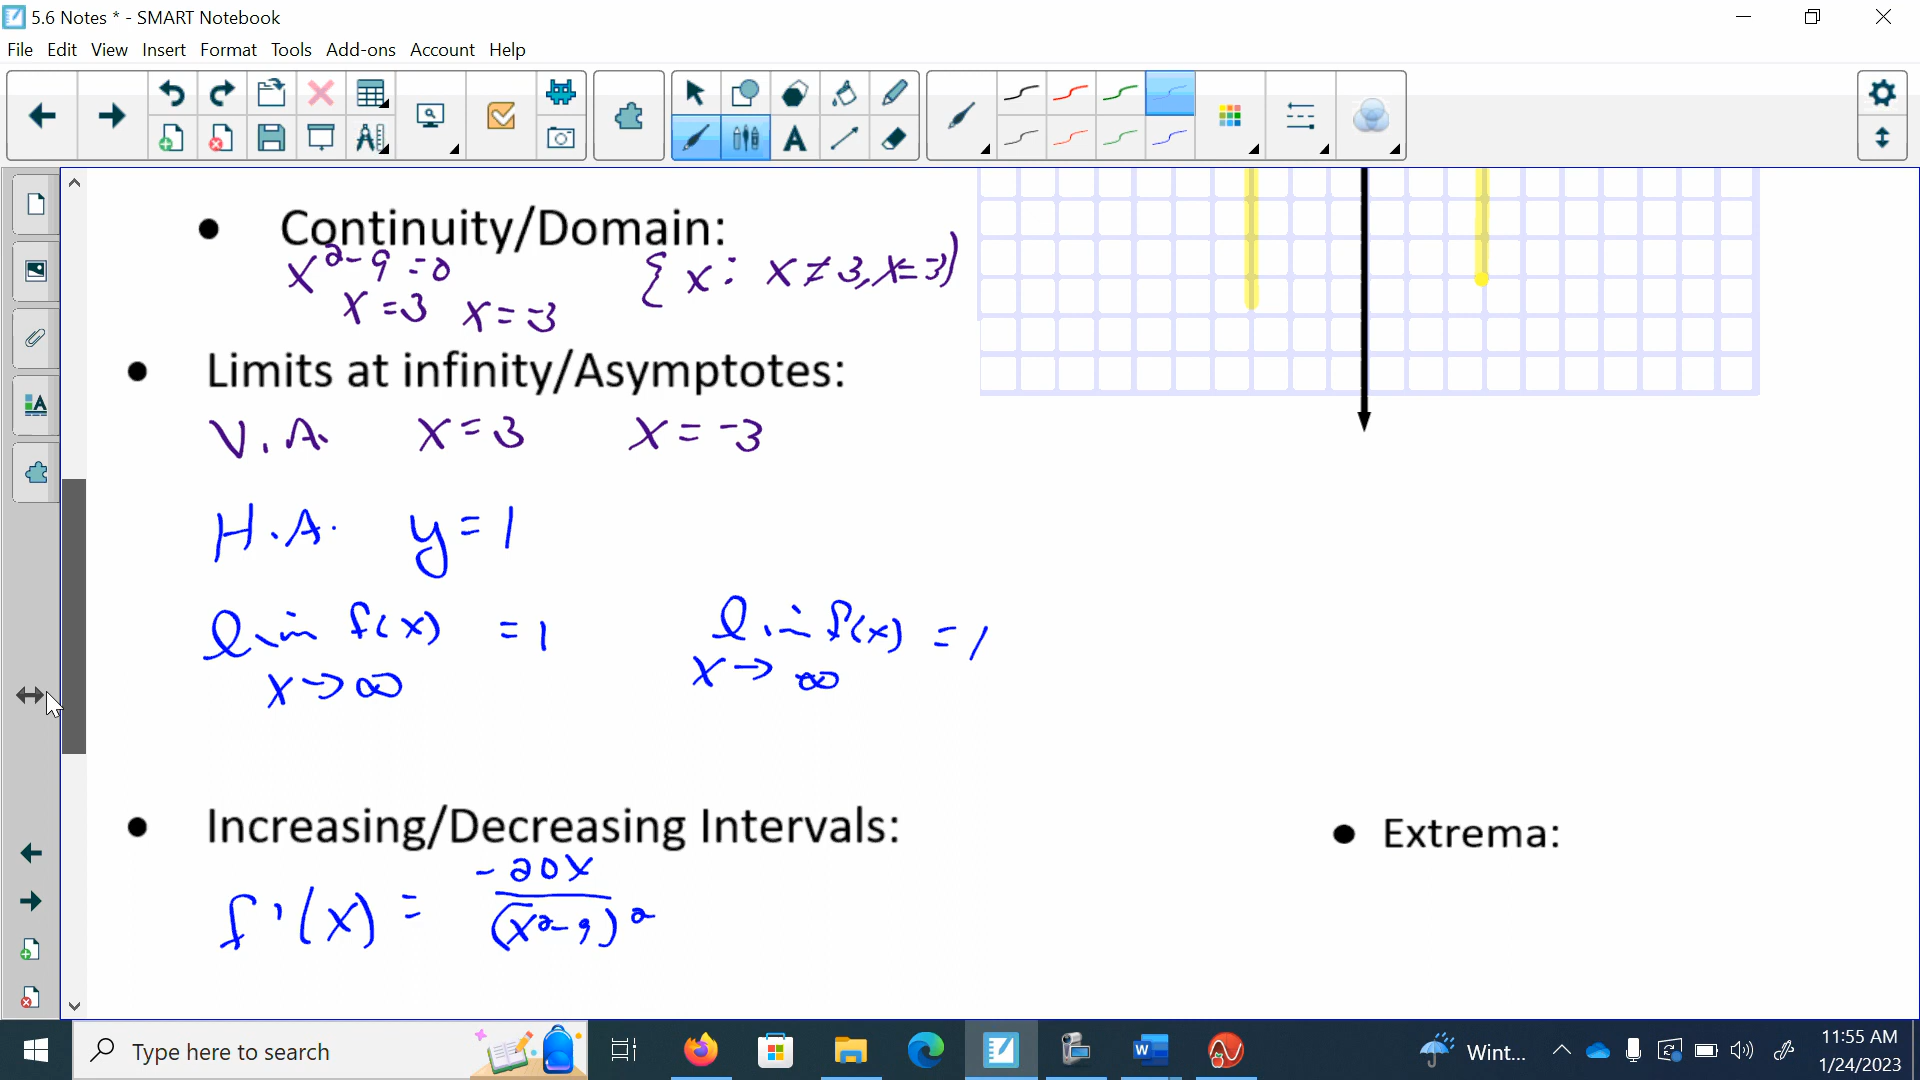 5.6 Notes * - SMART Notebook
File Edit View Insert Format Tools Add-ons Account Help
• Continuity/Domain:
x² - 9 = 0 { x : x ≠ 3, x = -3 )
x = 3 x = -3
• Limits at infinity/Asymptotes:
V.A. x = 3 x = -3
H.A. y = 1
lim f(x) = 1 lim f(x) = 1
x → ∞ x → ∞
• Increasing/Decreasing Intervals:
• Extrema:
-20x
f'(x) =
(x² - 9)²
Type here to search
Wint...
11:55 AM
1/24/2023